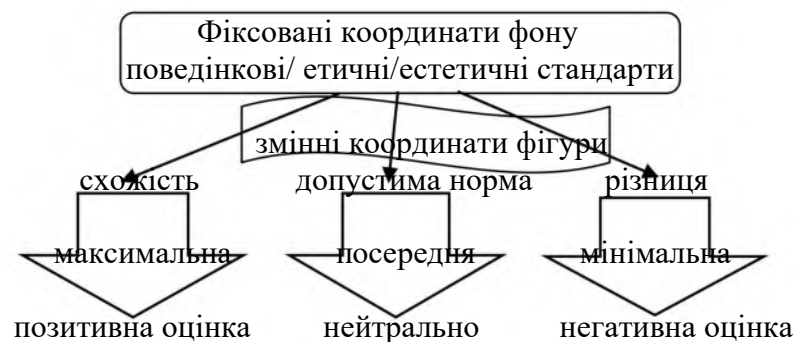 Фіксовані координати фону
поведінкові/ етичні/естетичні стандарти
змінні координати фігури
схожість допустима норма різниця
максимальна посередня мінімальна
позитивна оцінка нейтрально негативна оцінка